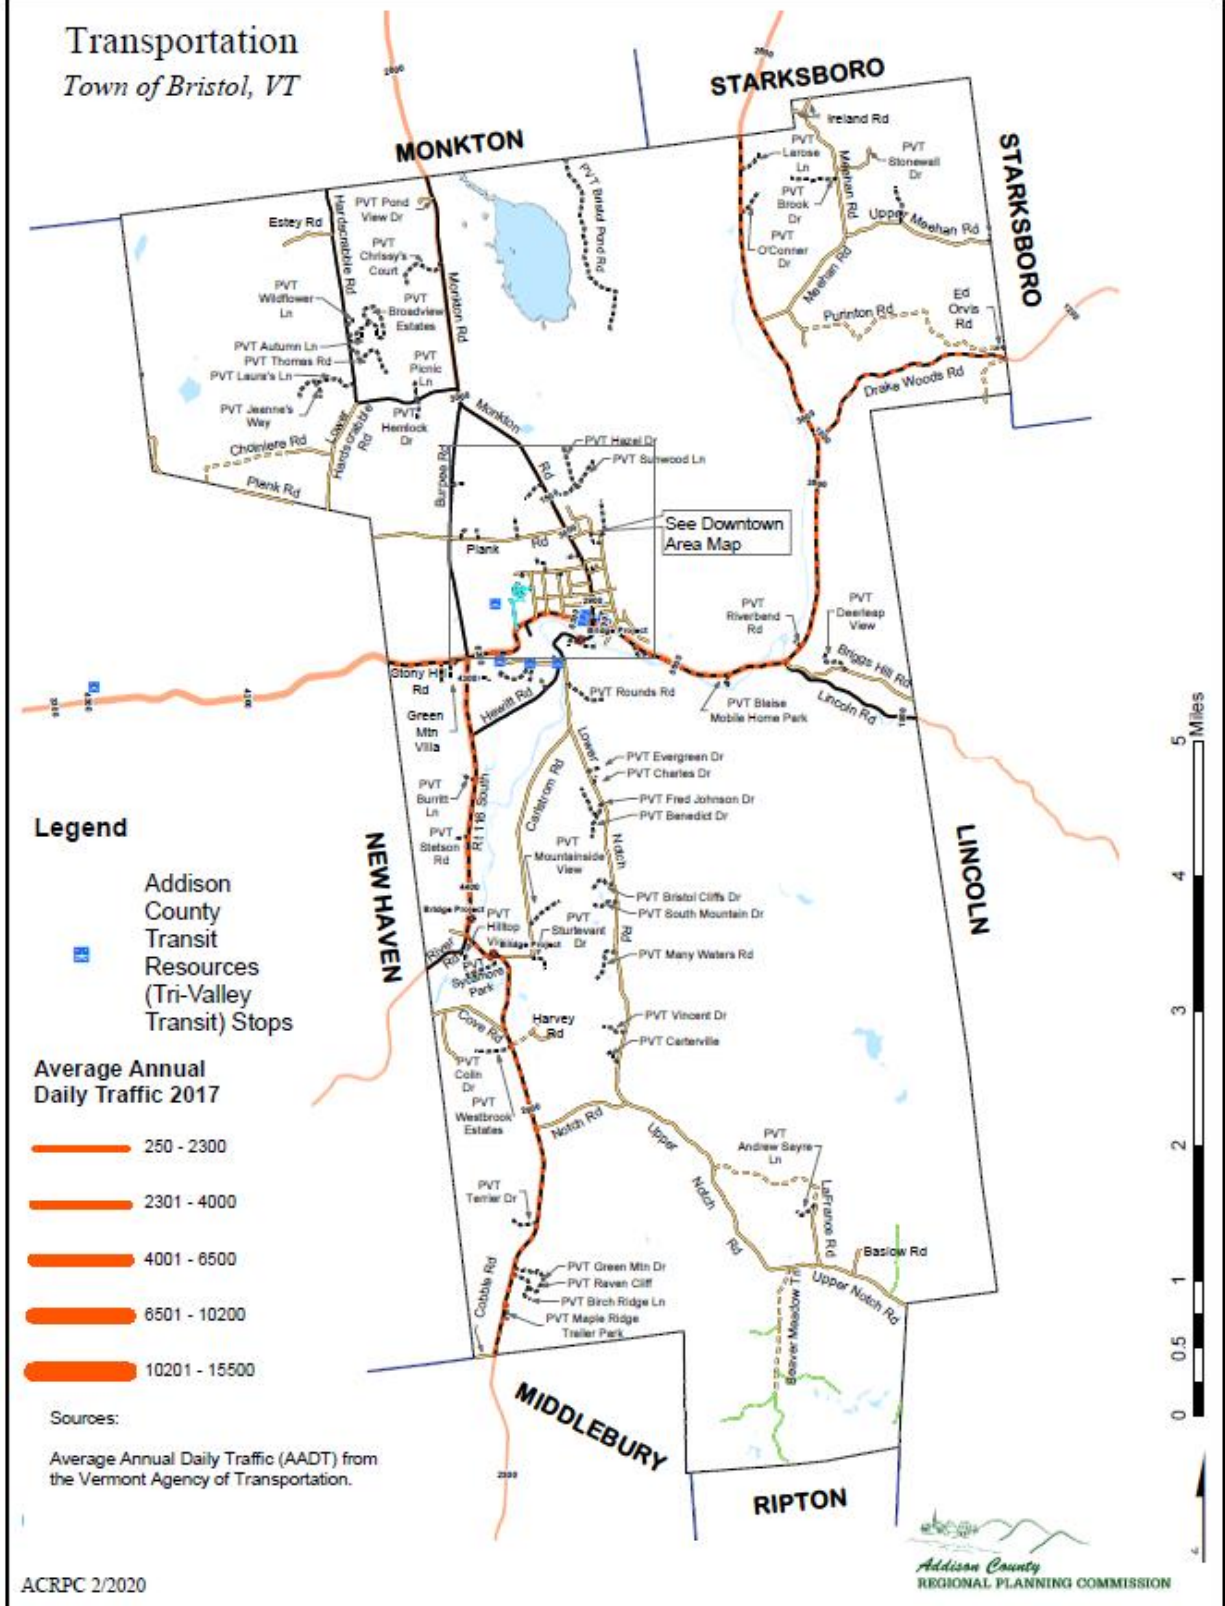 Transportation
Town of Bristol, VT
MONKTON
STARKSBORO
STARKSBORO
2600
Ireland Rd
PVT
Larose
Ln
PVT
Stonewall
Dr
Meehan Rd
PVT
Brook
Dr
Upper Meehan Rd
PVT
O'Conner
Dr
Meehan Rd
Purinton Rd
Ed
Orvis
Rd
Drake Woods Rd
PVT Bristol Pond Rd
PVT Pond
View Dr
Estey Rd
Hardscrabble Rd
PVT
Chrissy's
Court
Monkton Rd
PVT
Wildflower
Ln
PVT
Broadview
Estates
PVT Autumn Ln
PVT Thomas Rd
PVT Laura's Ln
PVT
Picnic
Ln
PVT Jeanne's
Way
PVT
Hemlock
Dr
Lower
Hardscrabble
Rd
Choiniere Rd
Plank Rd
Monkton
Rd
Burpee Rd
PVT Hazel Dr
PVT Sunwood Ln
See Downtown
Area Map
Plank
Rd
Bridge Project
PVT
Riverbend
Rd
PVT
Deerleap
View
Briggs Hill Rd
Lincoln Rd
PVT Blaise
Mobile Home Park
Stony Hill
Rd
Green
Mtn
Villa
Hewitt Rd
PVT Rounds Rd
4300
Lower
Notch
Rd
Carlstrom Rd
PVT Evergreen Dr
PVT Charles Dr
PVT Fred Johnson Dr
PVT Benedict Dr
PVT
Burritt
Ln
Rt 116 South
PVT
Stetson
Rd
PVT
Mountainside
View
PVT Bristol Cliffs Dr
PVT South Mountain Dr
4400
Bridge Project
PVT
Hilltop
Bridge Project
PVT
Sturtevant
Dr
PVT Many Waters Rd
River
Rd
PVT
Sycamore
Park
Cove Rd
Harvey
Rd
PVT Vincent Dr
PVT Carterville
PVT
Colin
Dr
PVT
Westbrook
Estates
Notch Rd
Upper
Notch
Rd
PVT
Andrew Sayre
Ln
LaFrance Rd
Baslow Rd
Upper Notch Rd
Beaver Meadow Trl
PVT
Terrier Dr
Cobble Rd
PVT Green Mtn Dr
PVT Raven Cliff
PVT Birch Ridge Ln
PVT Maple Ridge
Trailer Park
NEW HAVEN
LINCOLN
MIDDLEBURY
RIPTON
Legend
Addison
County
Transit
Resources
(Tri-Valley
Transit) Stops
Average Annual
Daily Traffic 2017
250 - 2300
2301 - 4000
4001 - 6500
6501 - 10200
10201 - 15500
Sources:
Average Annual Daily Traffic (AADT) from
the Vermont Agency of Transportation.
ACRPC 2/2020
Miles
5
4
3
2
1
0.5
0
Addison County
REGIONAL PLANNING COMMISSION